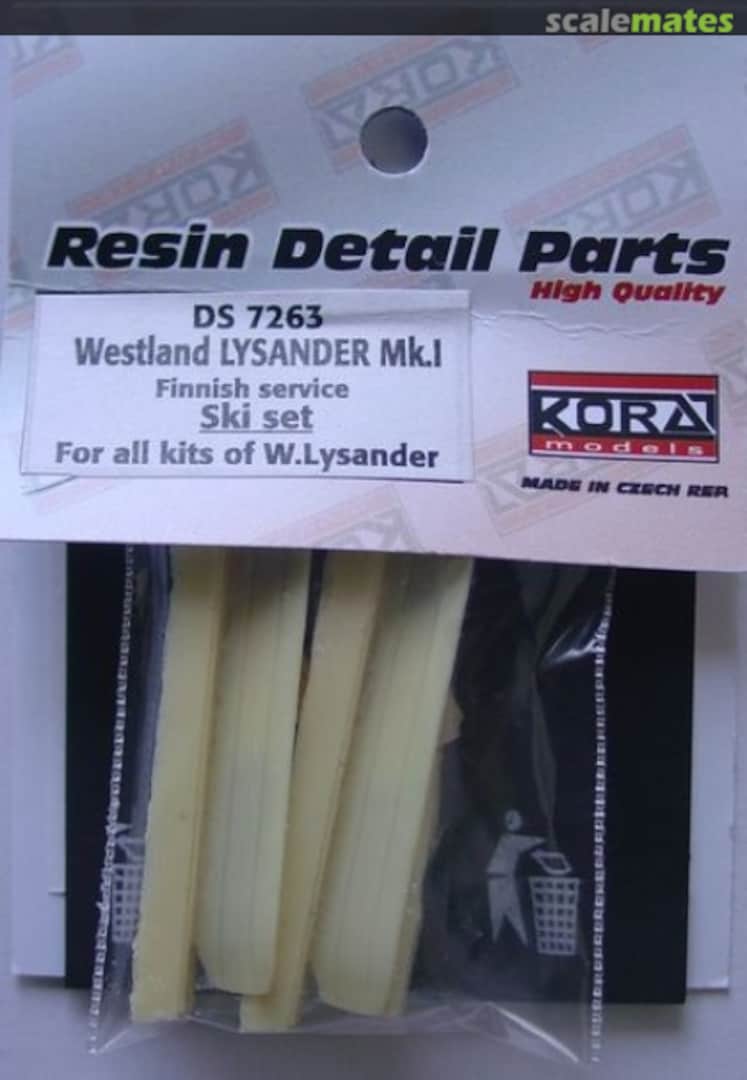 scalemates
Resin Detail Parts
High Quality
DS 7263
Westland LYSANDER Mk.I
Finnish service
Ski set
For all kits of W.Lysander
KORA
models
MADE IN CZECH REP.